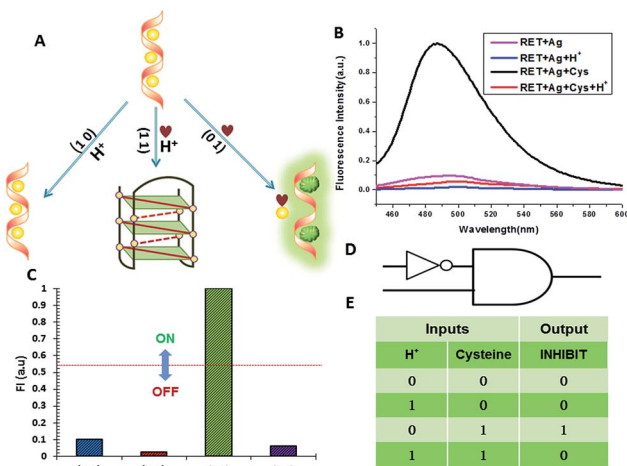 A
(1 0)
H⁺
(1 1)
H⁺
(0 1)
B
Fluorescence Intensity(a.u.)
1.0
0.8
0.6
0.4
0.2
0.0
RET+Ag
RET+Ag+H⁺
RET+Ag+Cys
RET+Ag+Cys+H⁺
460 480 500 520 540 560 580 600
Wavelength(nm)
C
FI (a.u)
1
0.9
0.8
0.7
0.6
0.5
0.4
0.3
0.2
0.1
0
ON
OFF
D
E
Inputs Output
H⁺ Cysteine INHIBIT
0 0 0
1 0 0
0 1 1
1 1 0